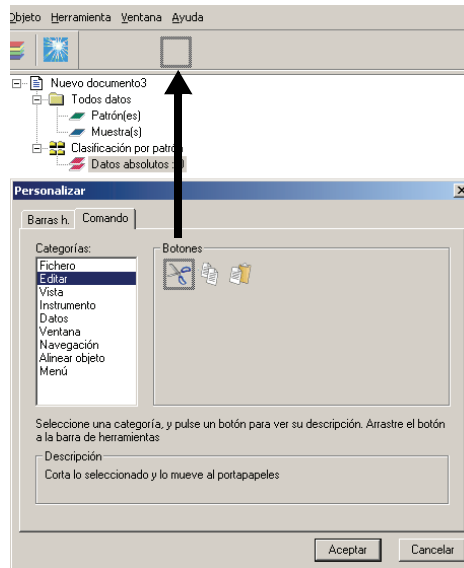 Objeto Herramienta Ventana Ayuda
Nuevo documento3
Todos datos
Patrón(es)
Muestra(s)
Clasificación por patrón
Datos absolutos :0
Personalizar
Barras h. Comando
Categorías:
Botones
Fichero
Editar
Vista
Instrumento
Datos
Ventana
Navegación
Alinear objeto
Menú
Seleccione una categoría, y pulse un botón para ver su descripción. Arrastre el botón
a la barra de herramientas
Descripción
Corta lo seleccionado y lo mueve al portapapeles
Aceptar Cancelar